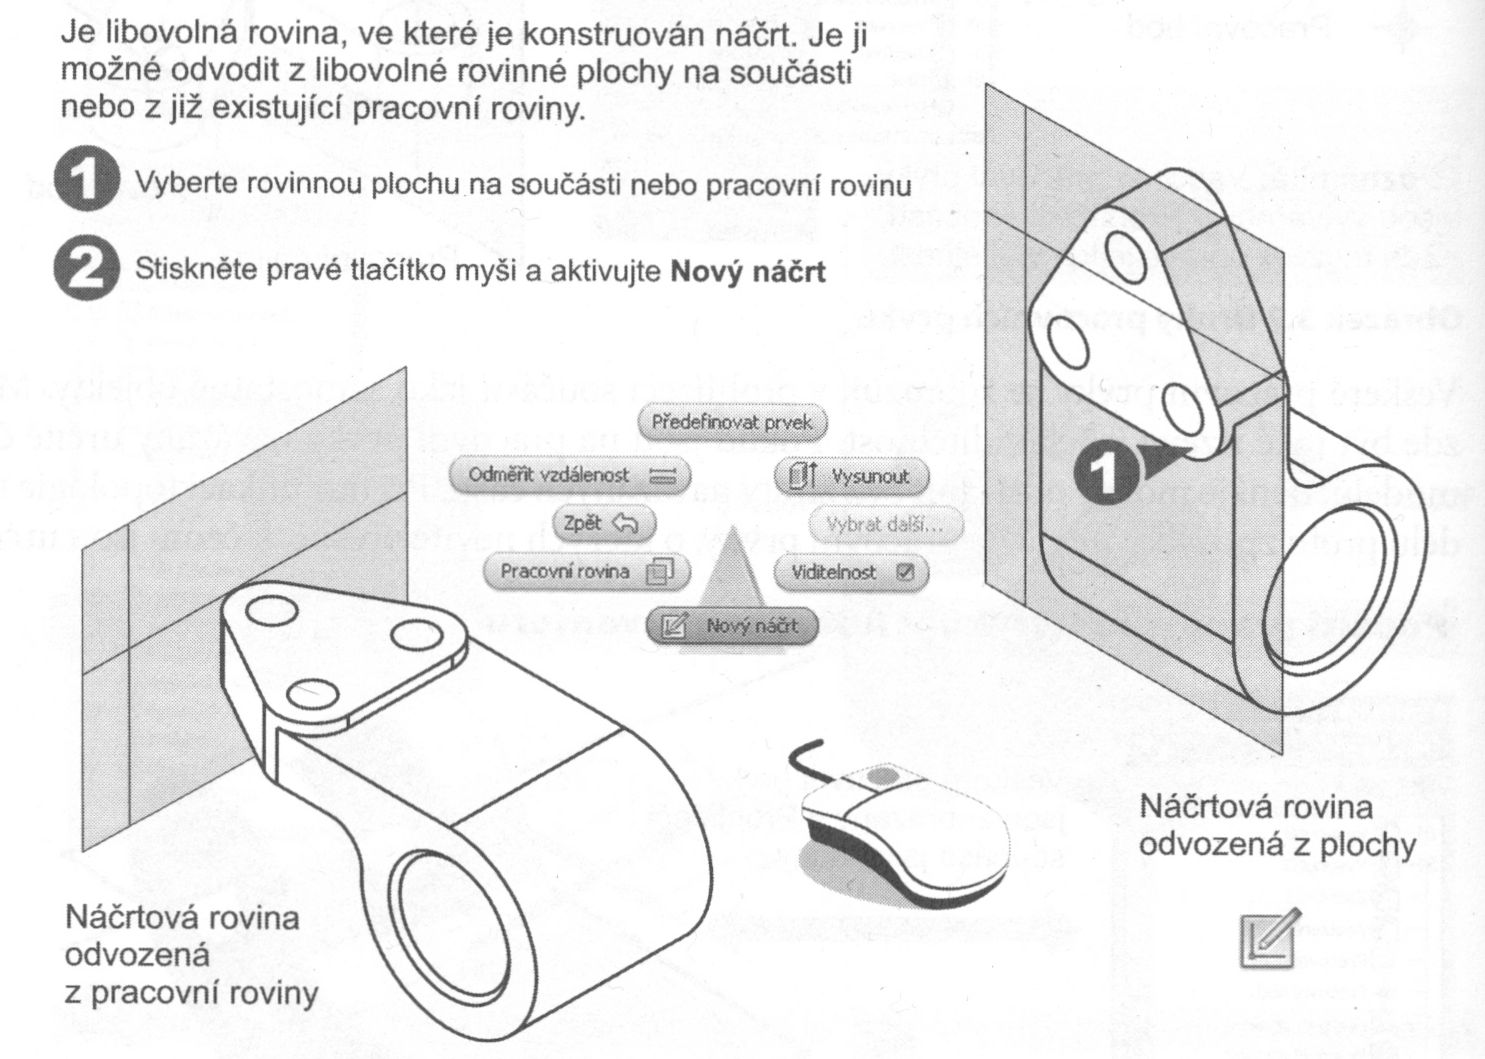 Je libovolná rovina, ve které je konstruován náčrt. Je ji
možné odvodit z libovolné rovinné plochy na součásti
nebo z již existující pracovní roviny.
1 Vyberte rovinnou plochu na součásti nebo pracovní rovinu
2 Stiskněte pravé tlačítko myši a aktivujte Nový náčrt
Předefinovat prvek
Odměřit vzdálenost
Vysunout
Zpět
Vybrat další...
Pracovní rovina
Viditelnost
Nový náčrt
1
Náčrtová rovina
odvozená z plochy
Náčrtová rovina
odvozená
z pracovní roviny